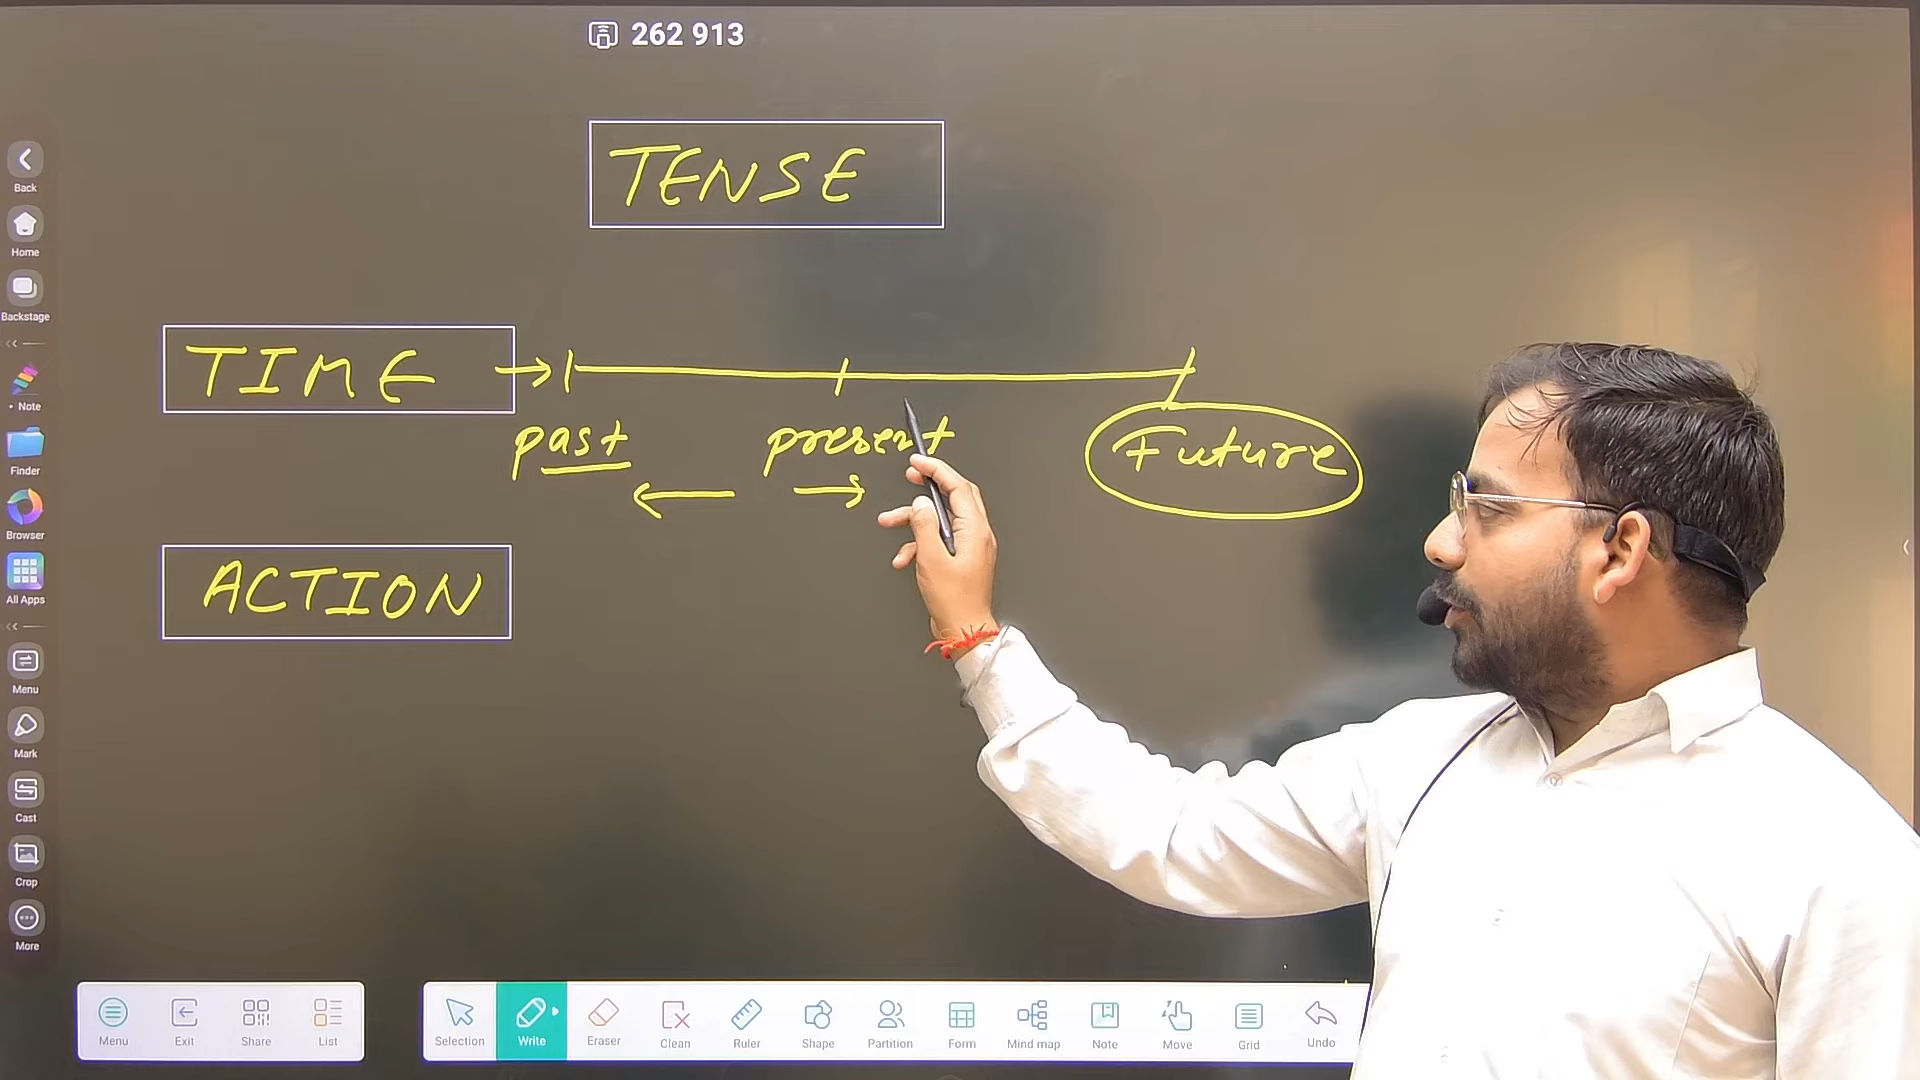 262 913
TENSE
TIME
past present Future
ACTION
Back
Home
Backstage
Note
Finder
Browser
All Apps
Menu
Mark
Cast
Crop
More
Menu Exit Share List
Selection Write Eraser Clean Ruler Shape Partition Form Mind map Note Move Grid Undo